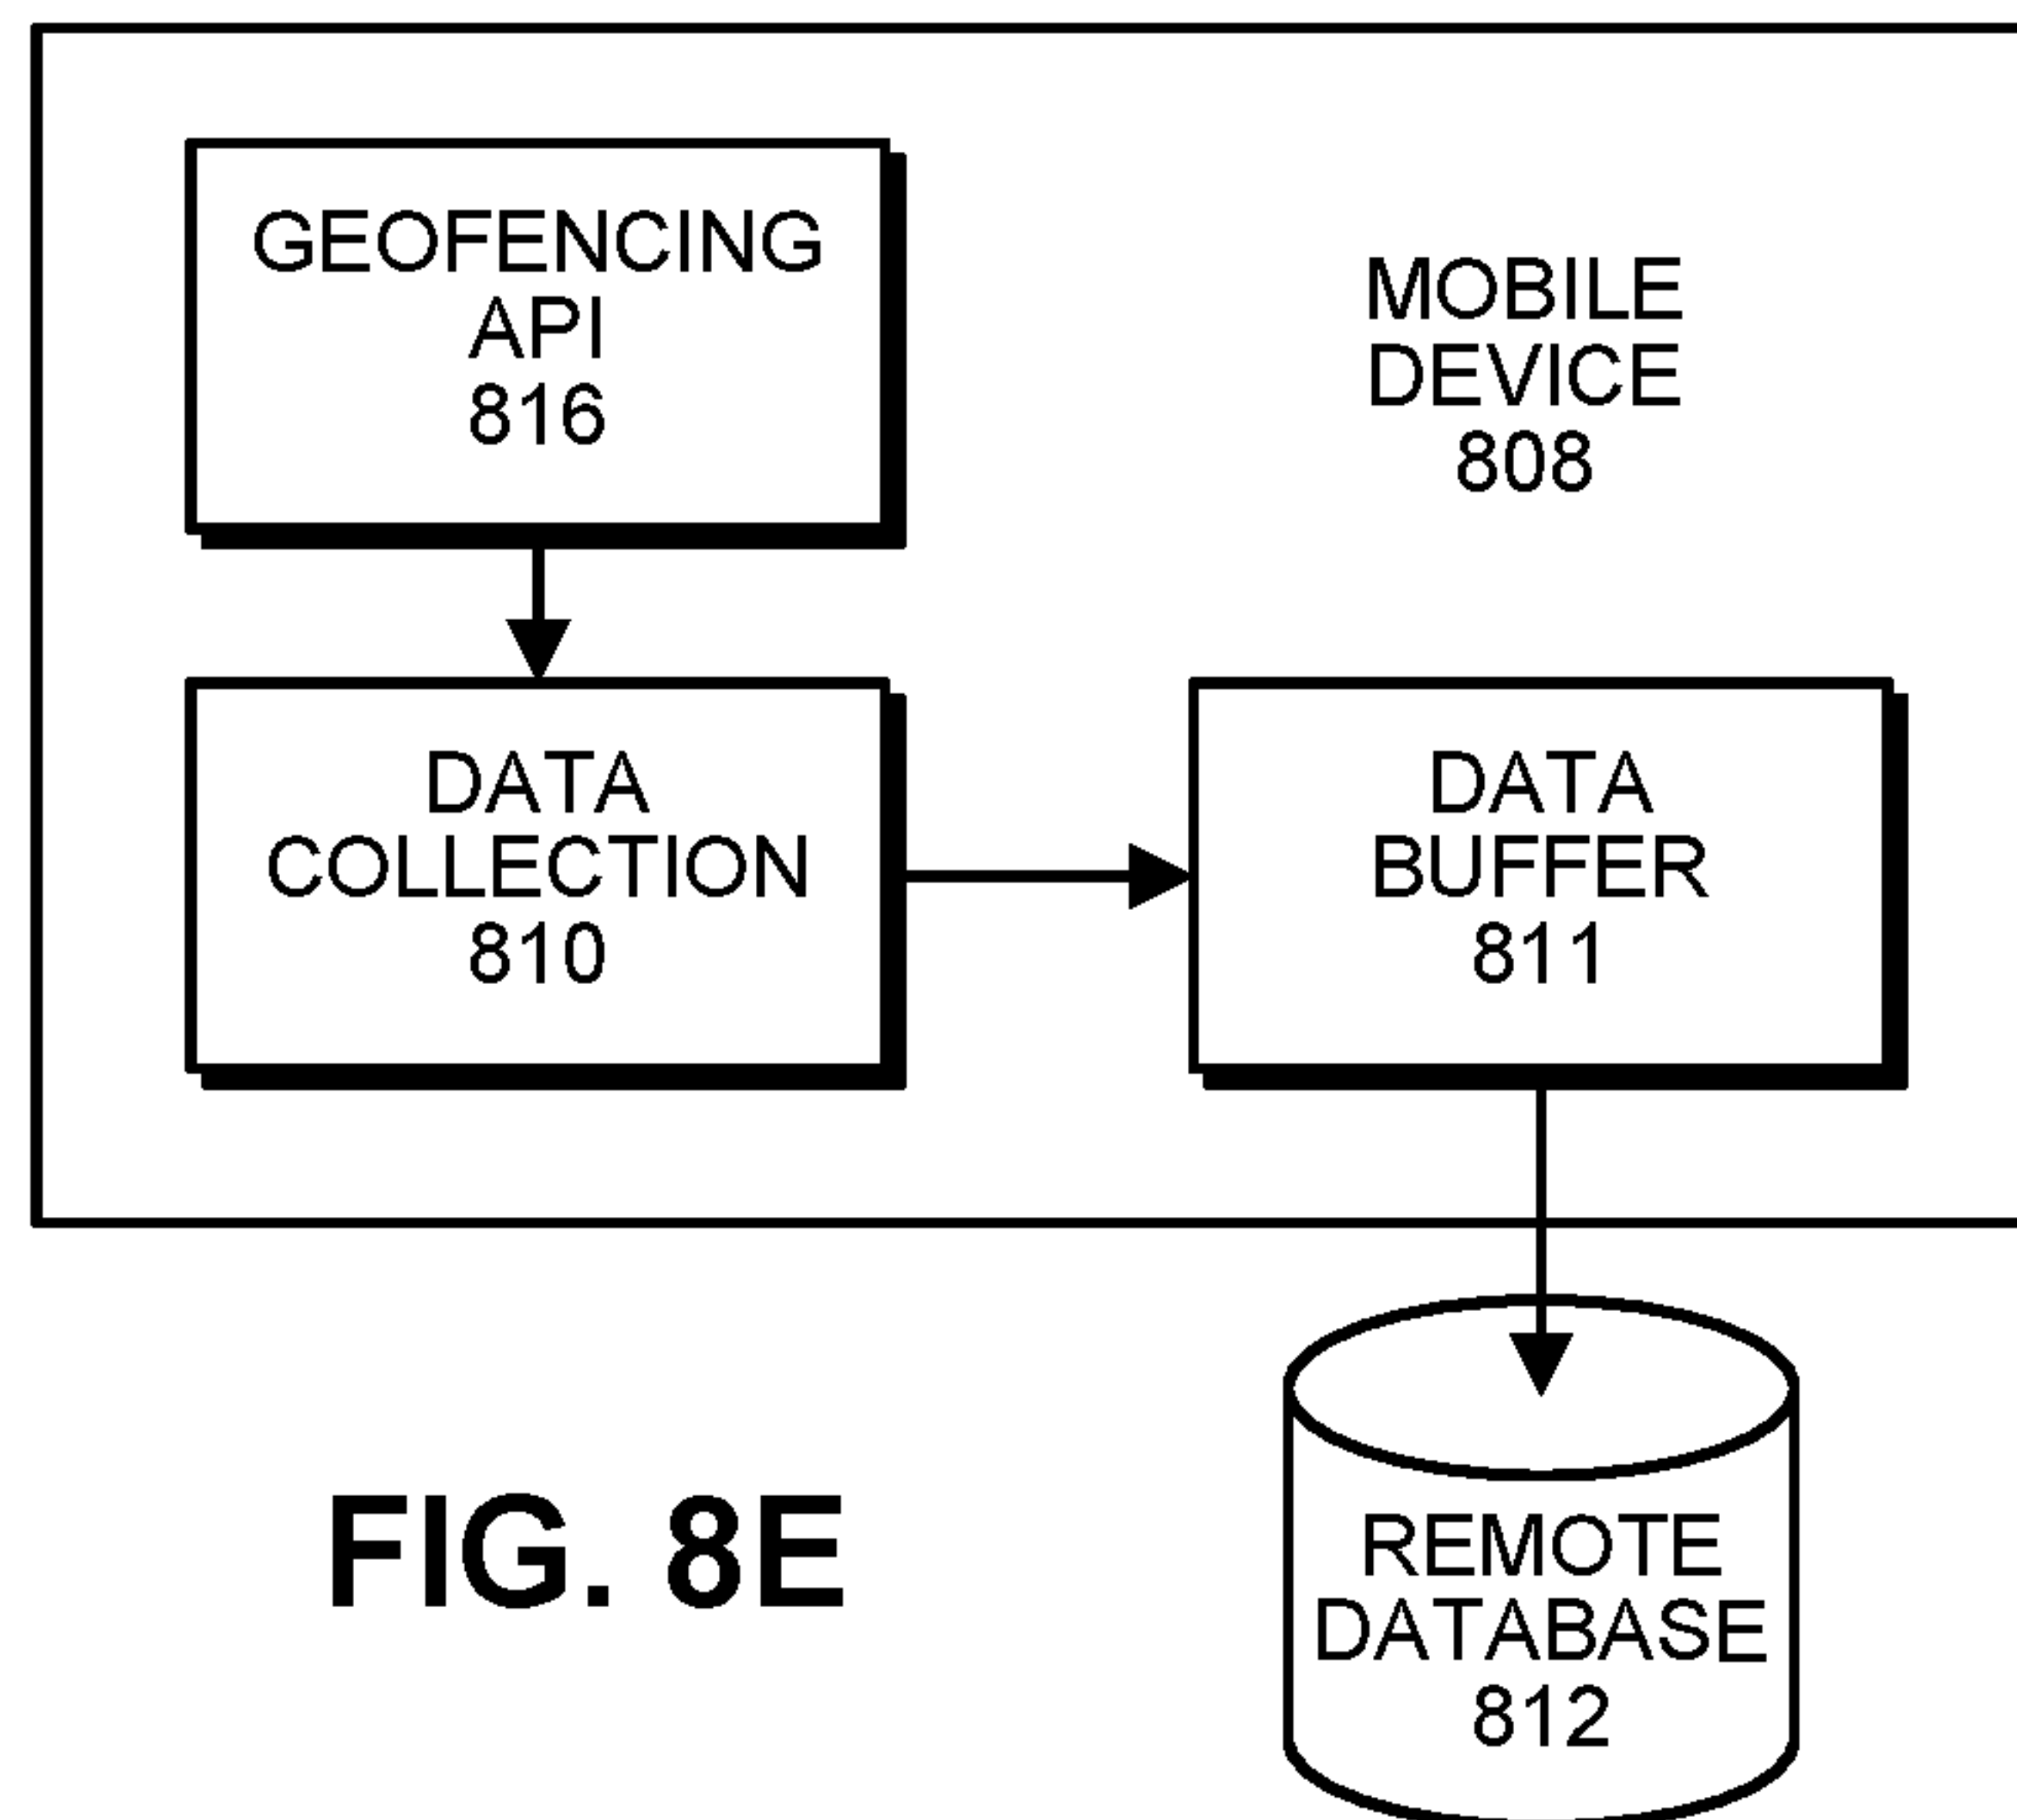 GEOFENCING
API
816
MOBILE
DEVICE
808
DATA
COLLECTION
810
DATA
BUFFER
811
FIG. 8E
REMOTE
DATABASE
812